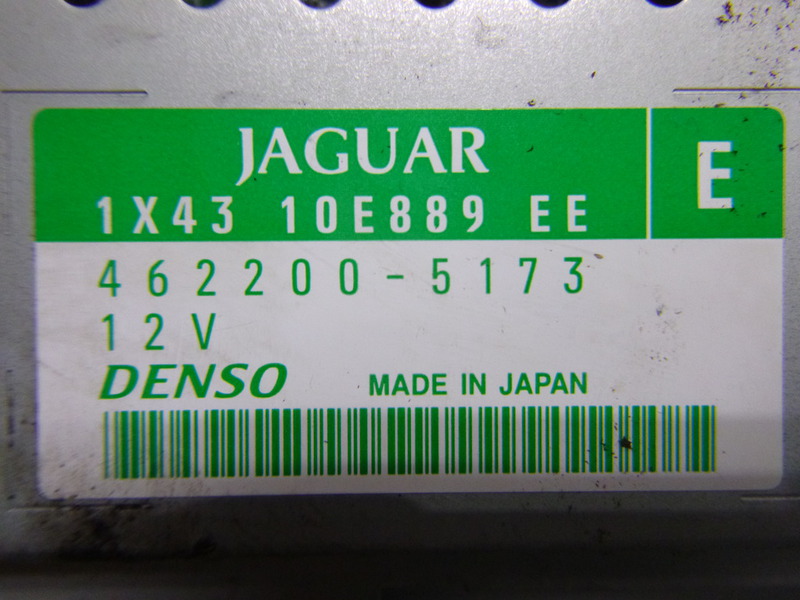 JAGUAR
E
1X43 10E889 EE
462200-5173
12V
DENSO MADE IN JAPAN